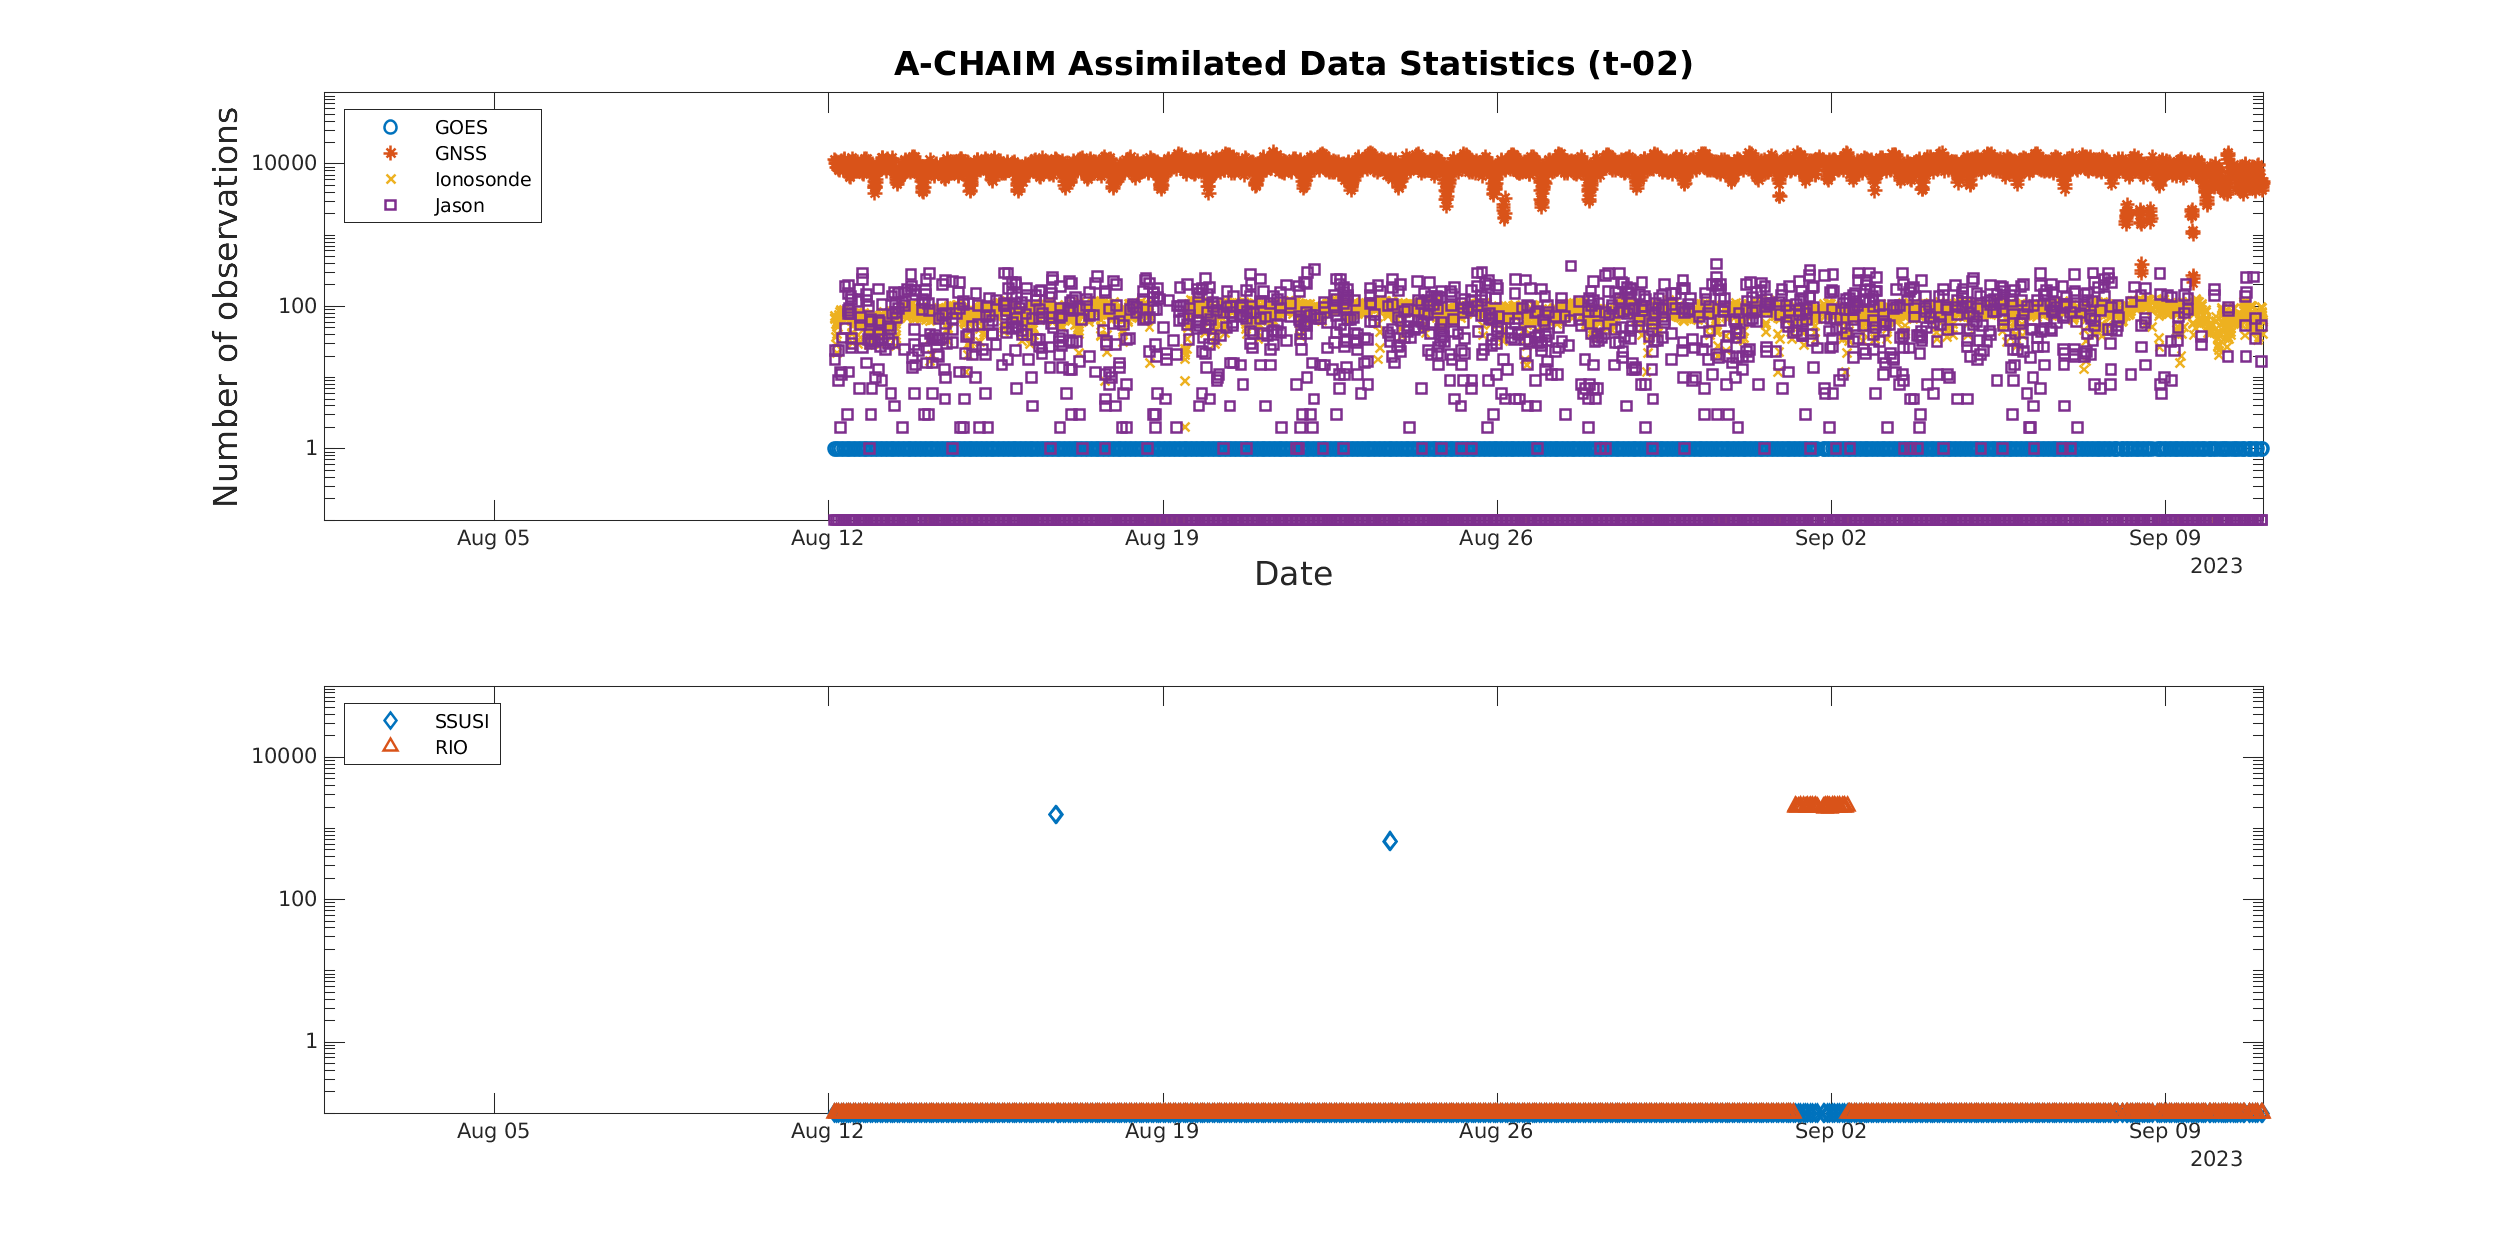 A-CHAIM Assimilated Data Statistics (t-02)
Number of observations
10000
100
1
GOES
GNSS
Ionosonde
Jason
Aug 05
Aug 12
Aug 19
Aug 26
Sep 02
Sep 09
2023
Date
10000
100
1
SSUSI
RIO
Aug 05
Aug 12
Aug 19
Aug 26
Sep 02
Sep 09
2023